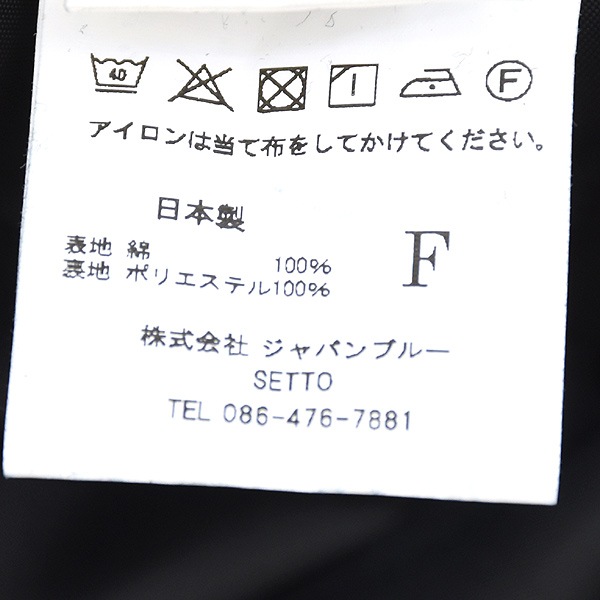 40 F
アイロンは当て布をしてかけてください。
日本製
表地 綿 100%
裏地 ポリエステル100%
F
株式会社 ジャパンブルー
SETTO
TEL 086-476-7881